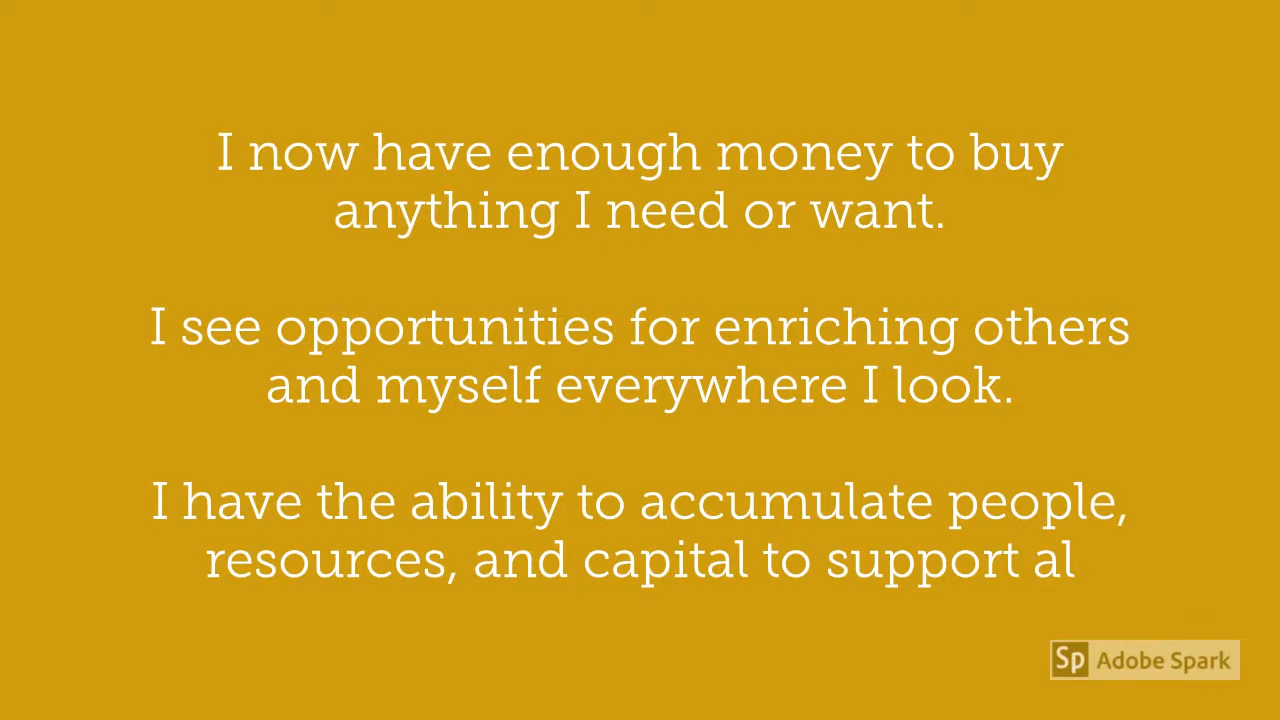 I now have enough money to buy
anything I need or want.
I see opportunities for enriching others
and myself everywhere I look.
I have the ability to accumulate people,
resources, and capital to support al
Sp Adobe Spark